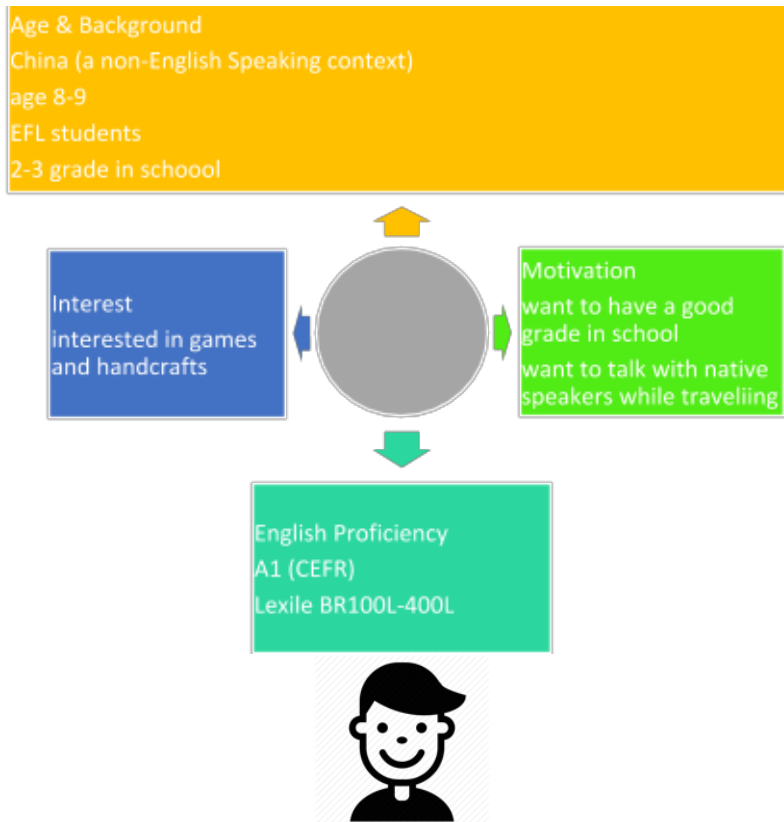 Age & Background
China (a non-English Speaking context)
age 8-9
EFL students
2-3 grade in schoool
Interest
interested in games
and handcrafts
Motivation
want to have a good
grade in school
want to talk with native
speakers while traveliing
English Proficiency
A1 (CEFR)
Lexile BR100L-400L